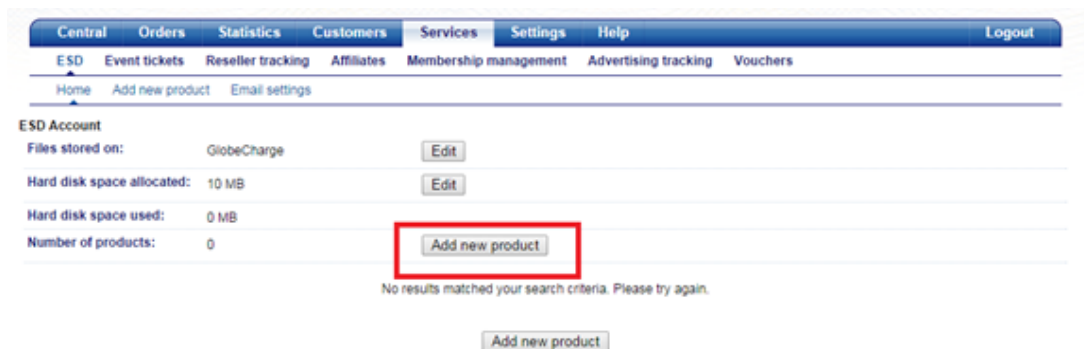 Central Orders Statistics Customers Services Settings Help Logout
ESD Event tickets Reseller tracking Affiliates Membership management Advertising tracking Vouchers
Home Add new product Email settings
ESD Account
Files stored on: GlobeCharge Edit
Hard disk space allocated: 10 MB Edit
Hard disk space used: 0 MB
Number of products: 0 Add new product
No results matched your search criteria. Please try again.
Add new product